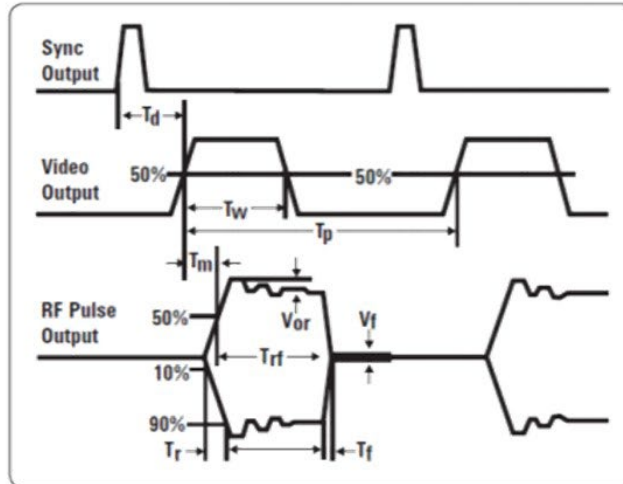 Sync
Output
Td
Video
Output
50%
50%
Tw
Tp
Tm
RF Pulse
Output
50%
Vor
Vf
Trf
10%
90%
Tr
Tf